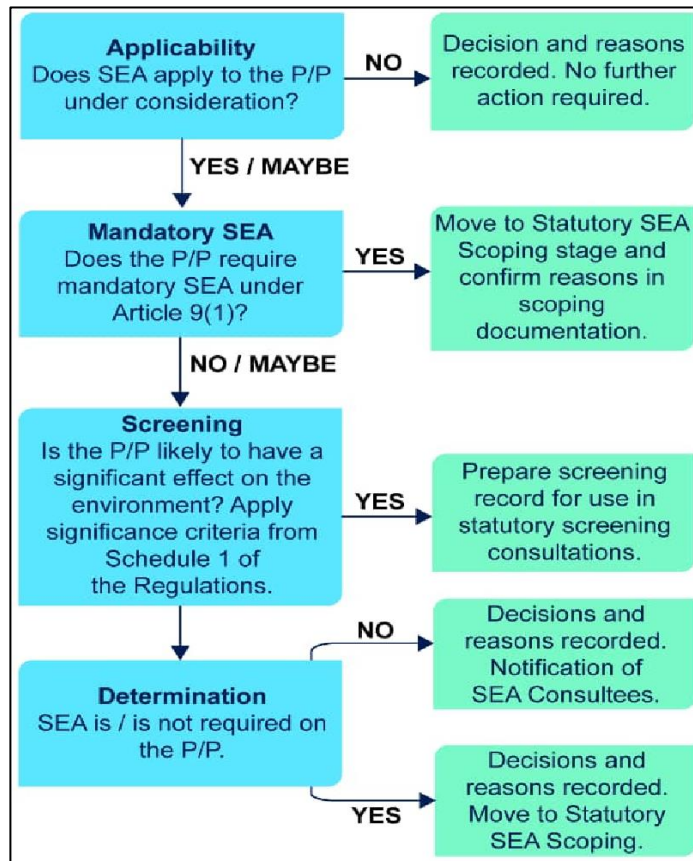 Applicability
Does SEA apply to the P/P
under consideration?
NO
Decision and reasons
recorded. No further
action required.
YES / MAYBE
Mandatory SEA
Does the P/P require
mandatory SEA under
Article 9(1)?
YES
Move to Statutory SEA
Scoping stage and
confirm reasons in
scoping
documentation.
NO / MAYBE
Screening
Is the P/P likely to have a
significant effect on the
environment? Apply
significance criteria from
Schedule 1 of
the Regulations.
YES
Prepare screening
record for use in
statutory screening
consultations.
Determination
SEA is / is not required on
the P/P.
NO
Decisions and
reasons recorded.
Notification of
SEA Consultees.
YES
Decisions and
reasons recorded.
Move to Statutory
SEA Scoping.